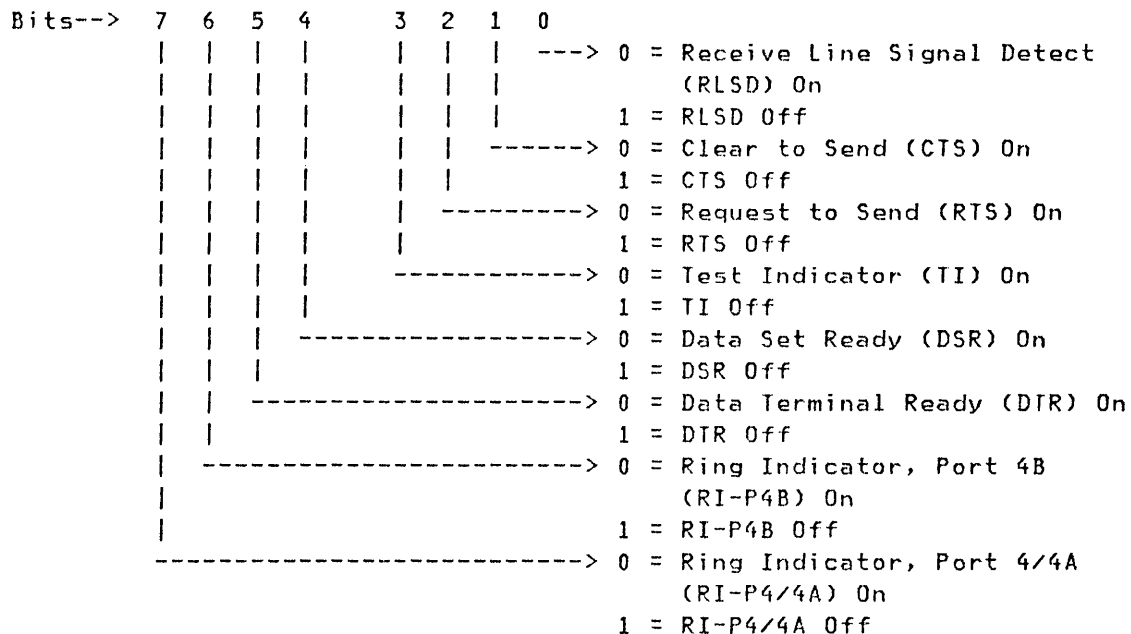 Bits--> 7 6 5 4 3 2 1 0
---> 0 = Receive Line Signal Detect
(RLSD) On
1 = RLSD Off
------> 0 = Clear to Send (CTS) On
1 = CTS Off
---------> 0 = Request to Send (RTS) On
1 = RTS Off
------------> 0 = Test Indicator (TI) On
1 = TI Off
------------------> 0 = Data Set Ready (DSR) On
1 = DSR Off
---------------------> 0 = Data Terminal Ready (DTR) On
1 = DTR Off
------------------------> 0 = Ring Indicator, Port 4B
(RI-P4B) On
1 = RI-P4B Off
---------------------------> 0 = Ring Indicator, Port 4/4A
(RI-P4/4A) On
1 = RI-P4/4A Off